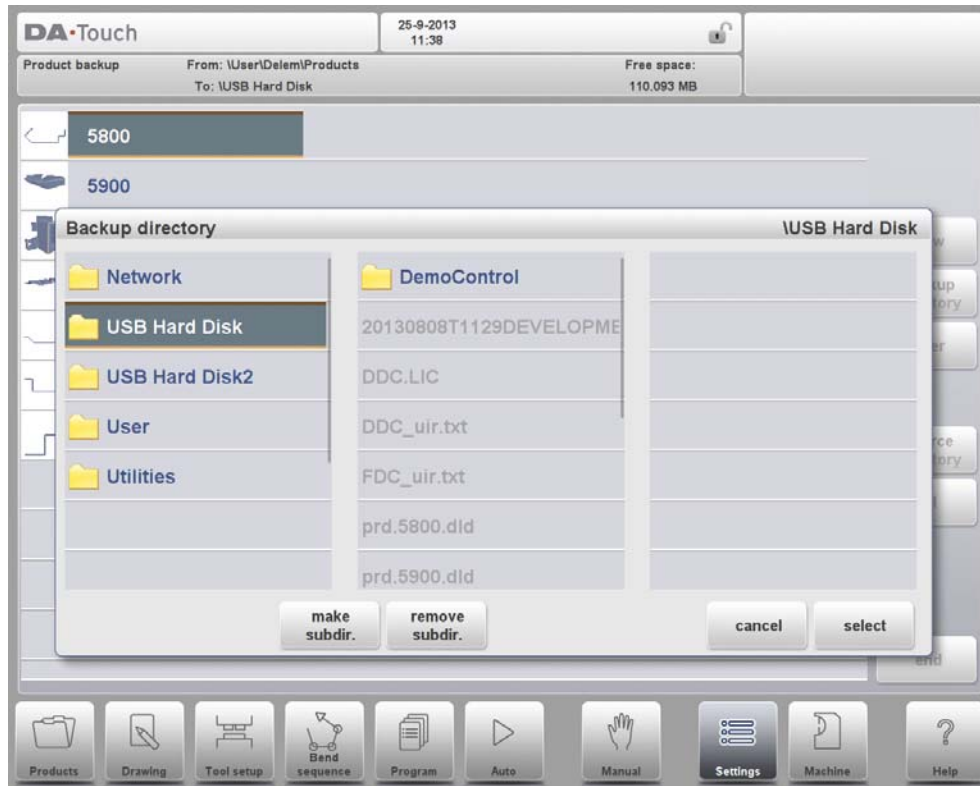 DA·Touch
25-9-2013
11:38
Product backup
From: \User\Delem\Products
Free space:
To: \USB Hard Disk
110.093 MB
5800
5900
Backup directory
\USB Hard Disk
Network
DemoControl
USB Hard Disk
20130808T1129DEVELOPME
USB Hard Disk2
DDC.LIC
User
DDC_uir.txt
Utilities
FDC_uir.txt
prd.5800.dld
prd.5900.dld
make
subdir.
remove
subdir.
cancel
select
end
Products
Drawing
Tool setup
Bend
sequence
Program
Auto
Manual
Settings
Machine
Help